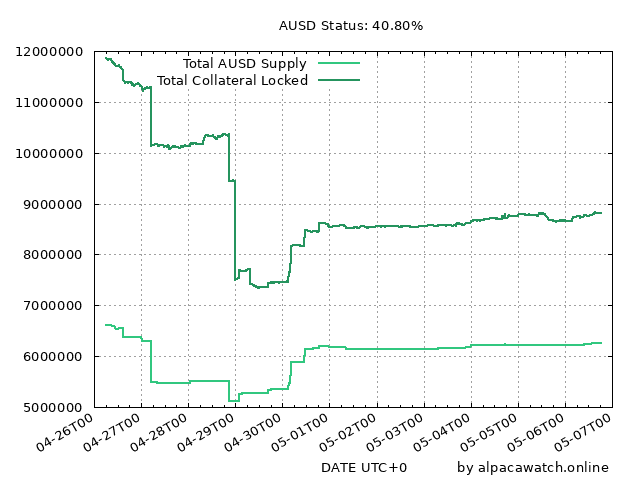 AUSD Status: 40.80%
Total AUSD Supply
Total Collateral Locked
12000000
11000000
10000000
9000000
8000000
7000000
6000000
5000000
04-26T00
04-27T00
04-28T00
04-29T00
04-30T00
05-01T00
05-02T00
05-03T00
05-04T00
05-05T00
05-06T00
05-07T00
DATE UTC+0
by alpacawatch.online